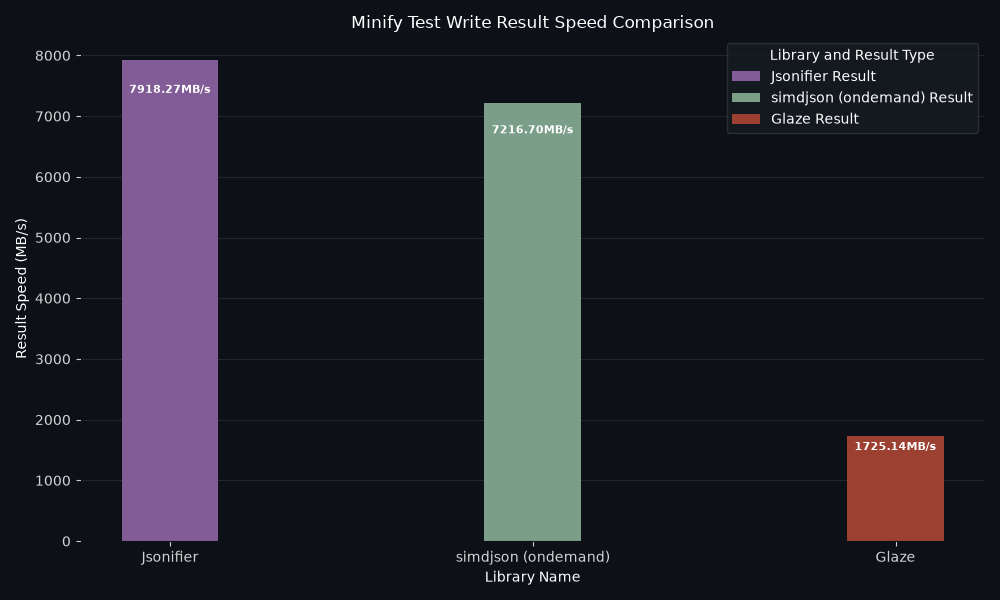 Minify Test Write Result Speed Comparison
Library and Result Type
Jsonifier Result
simdjson (ondemand) Result
Glaze Result
Result Speed (MB/s)
8000
7000
6000
5000
4000
3000
2000
1000
0
7918.27MB/s
7216.70MB/s
1725.14MB/s
Jsonifier
simdjson (ondemand)
Glaze
Library Name